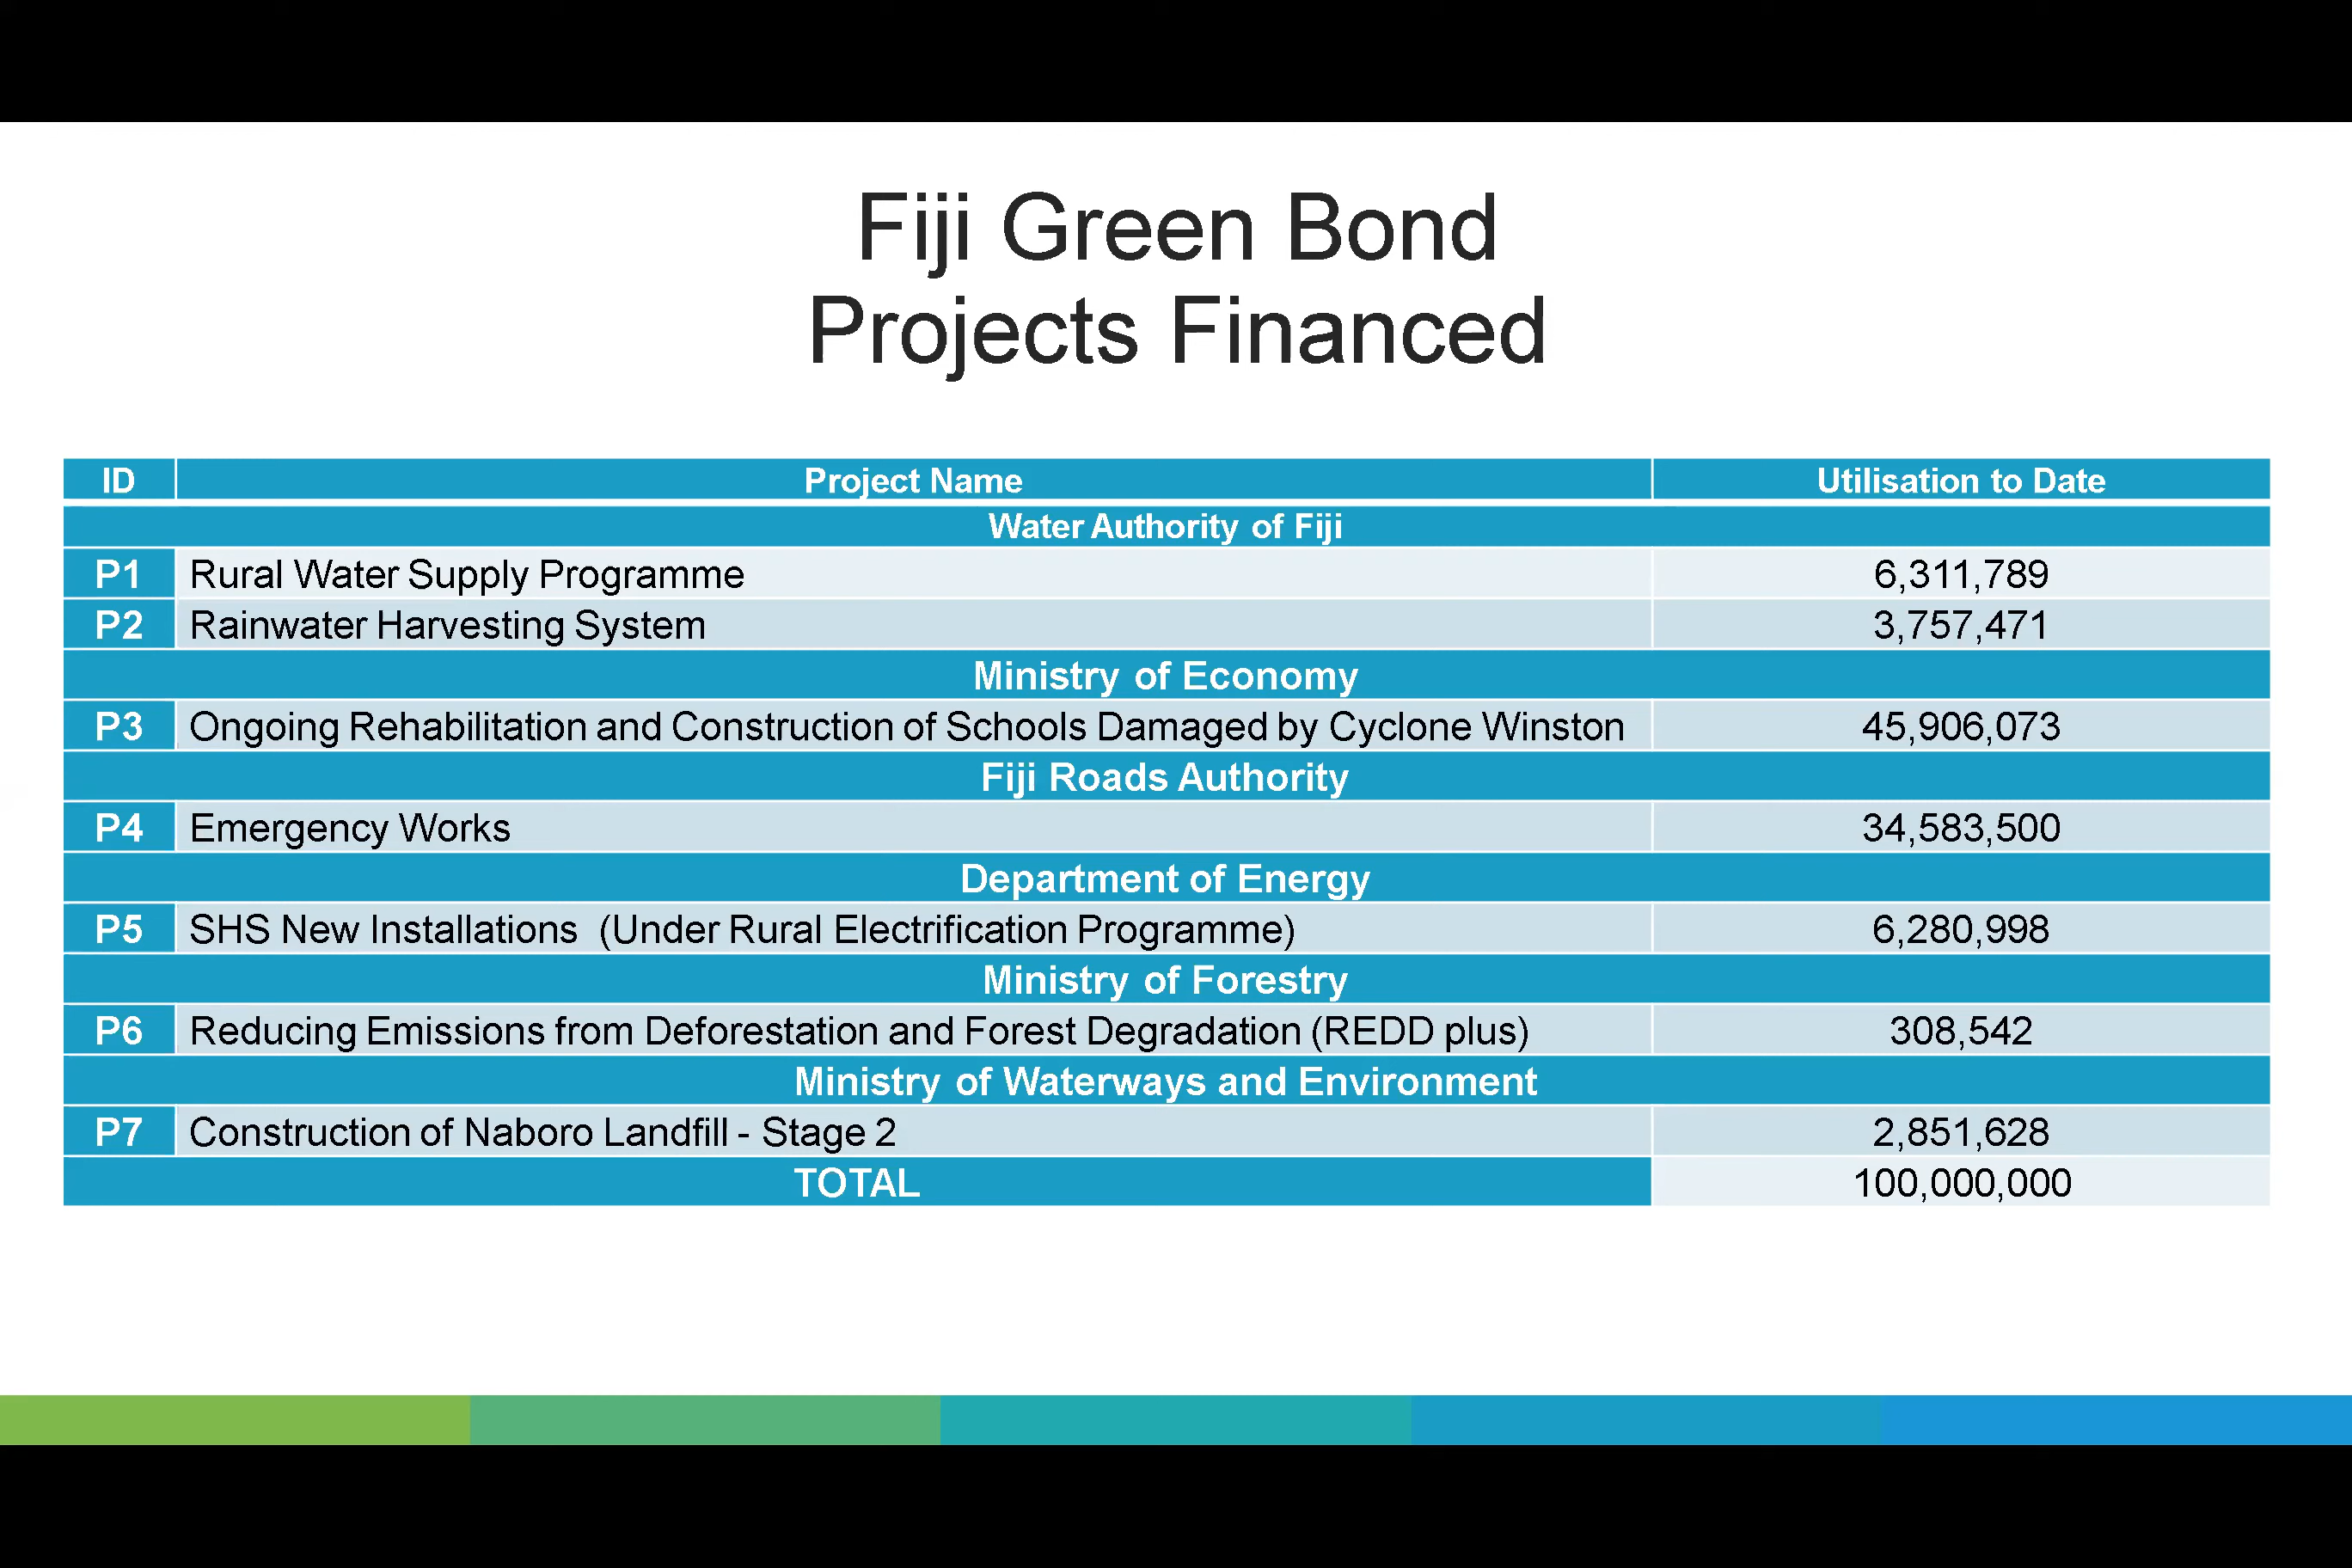 Fiji Green Bond
Projects Financed
ID Project Name Utilisation to Date
Water Authority of Fiji
P1 Rural Water Supply Programme 6,311,789
P2 Rainwater Harvesting System 3,757,471
Ministry of Economy
P3 Ongoing Rehabilitation and Construction of Schools Damaged by Cyclone Winston 45,906,073
Fiji Roads Authority
P4 Emergency Works 34,583,500
Department of Energy
P5 SHS New Installations (Under Rural Electrification Programme) 6,280,998
Ministry of Forestry
P6 Reducing Emissions from Deforestation and Forest Degradation (REDD plus) 308,542
Ministry of Waterways and Environment
P7 Construction of Naboro Landfill - Stage 2 2,851,628
TOTAL 100,000,000